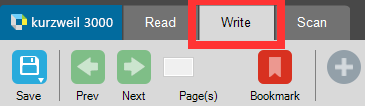 kurzweil 3000 Read Write Scan
Save Prev Next Page(s) Bookmark